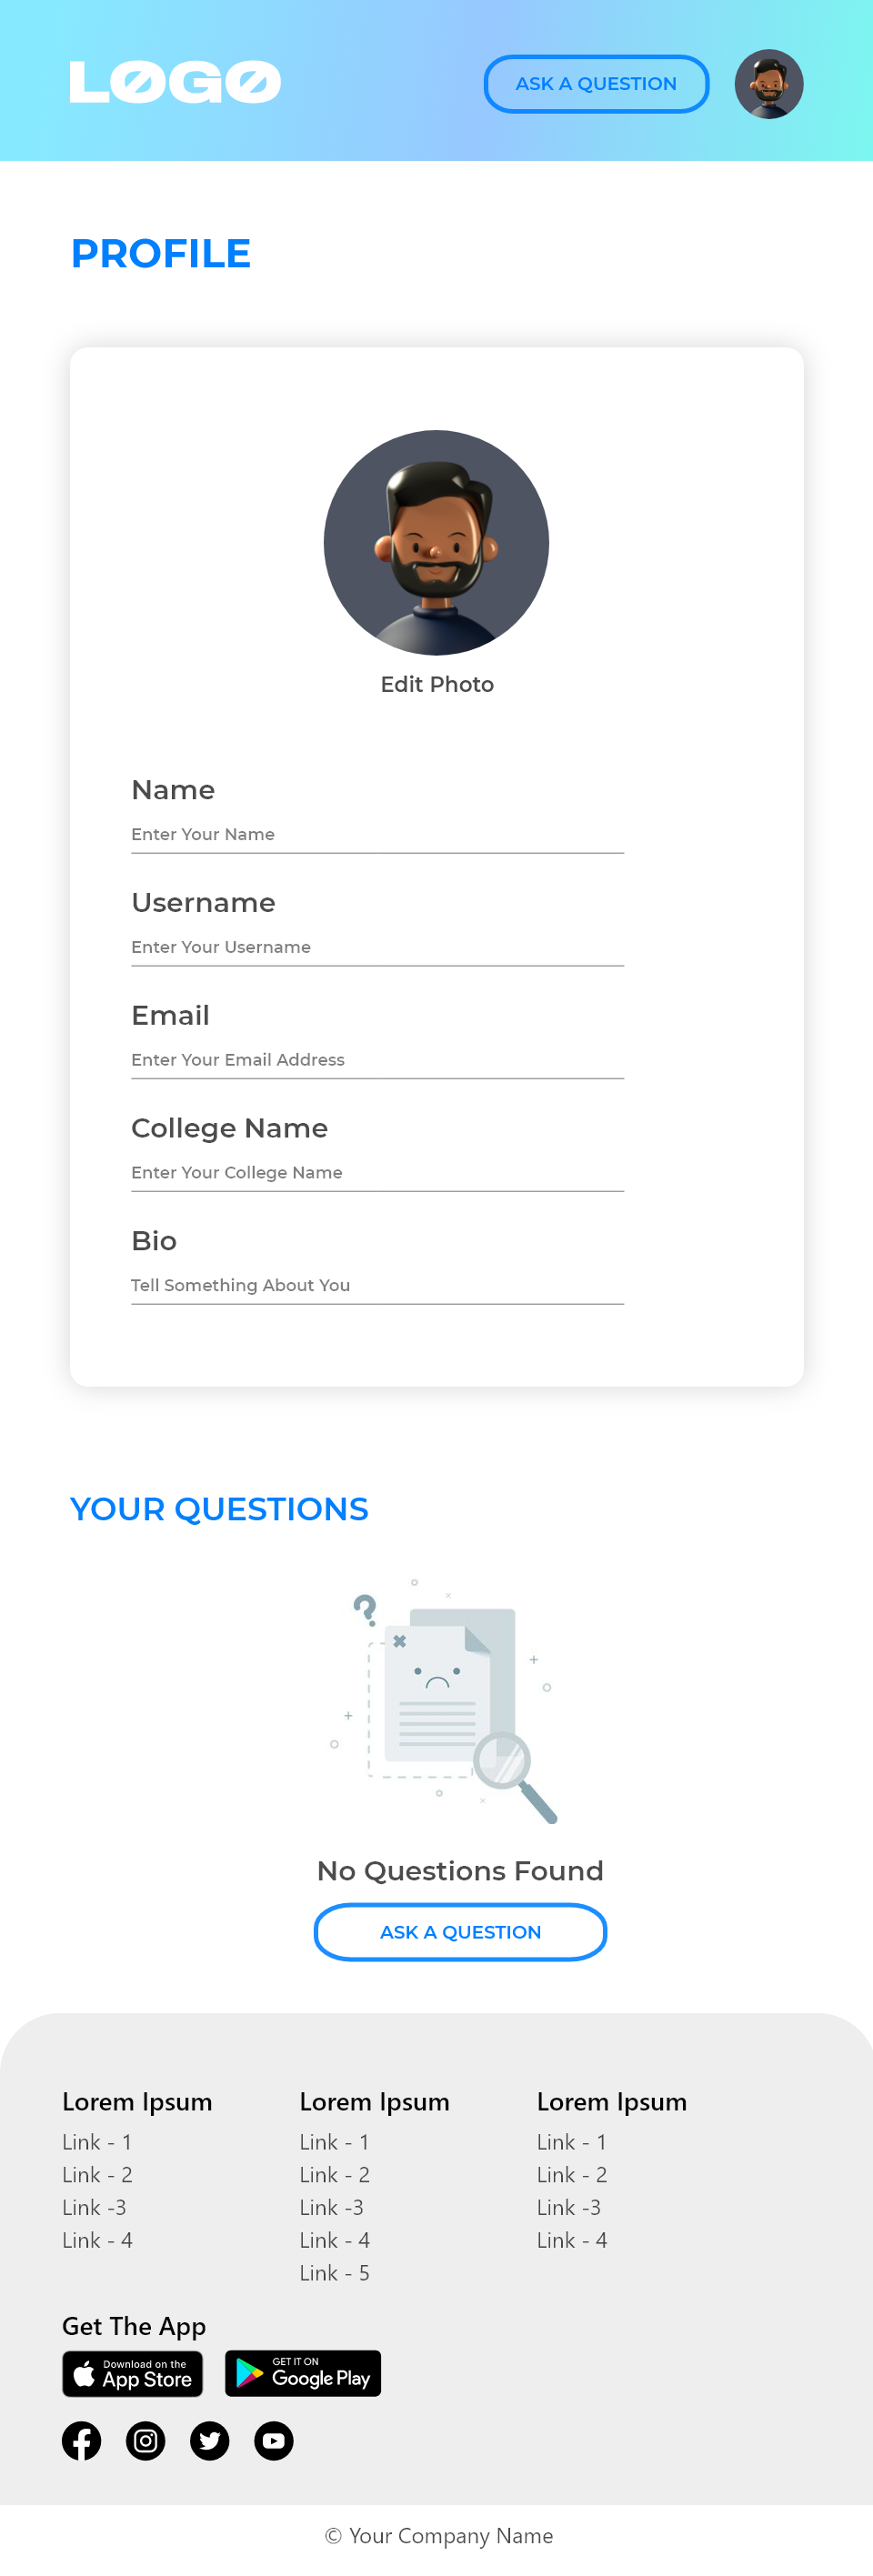 LØGØ
ASK A QUESTION
PROFILE
Edit Photo
Name
Enter Your Name
Username
Enter Your Username
Email
Enter Your Email Address
College Name
Enter Your College Name
Bio
Tell Something About You
YOUR QUESTIONS
?
No Questions Found
ASK A QUESTION
Lorem Ipsum
Link - 1
Link - 2
Link -3
Link - 4
Lorem Ipsum
Link - 1
Link - 2
Link -3
Link - 4
Link - 5
Lorem Ipsum
Link - 1
Link - 2
Link -3
Link - 4
Get The App
Download on the
App Store
GET IT ON
Google Play
© Your Company Name